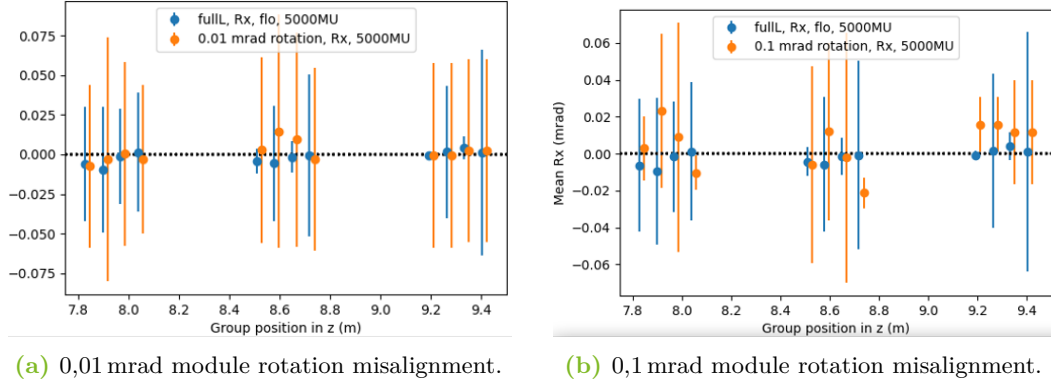 fullL, Rx, flo, 5000MU
0.01 mrad rotation, Rx, 5000MU
0.075
0.050
0.025
0.000
−0.025
−0.050
−0.075
7.8 8.0 8.2 8.4 8.6 8.8 9.0 9.2 9.4
Group position in z (m)
(a) 0,01 mrad module rotation misalignment.
fullL, Rx, flo, 5000MU
0.1 mrad rotation, Rx, 5000MU
Mean Rx (mrad)
0.06
0.04
0.02
0.00
−0.02
−0.04
−0.06
7.8 8.0 8.2 8.4 8.6 8.8 9.0 9.2 9.4
Group position in z (m)
(b) 0,1 mrad module rotation misalignment.